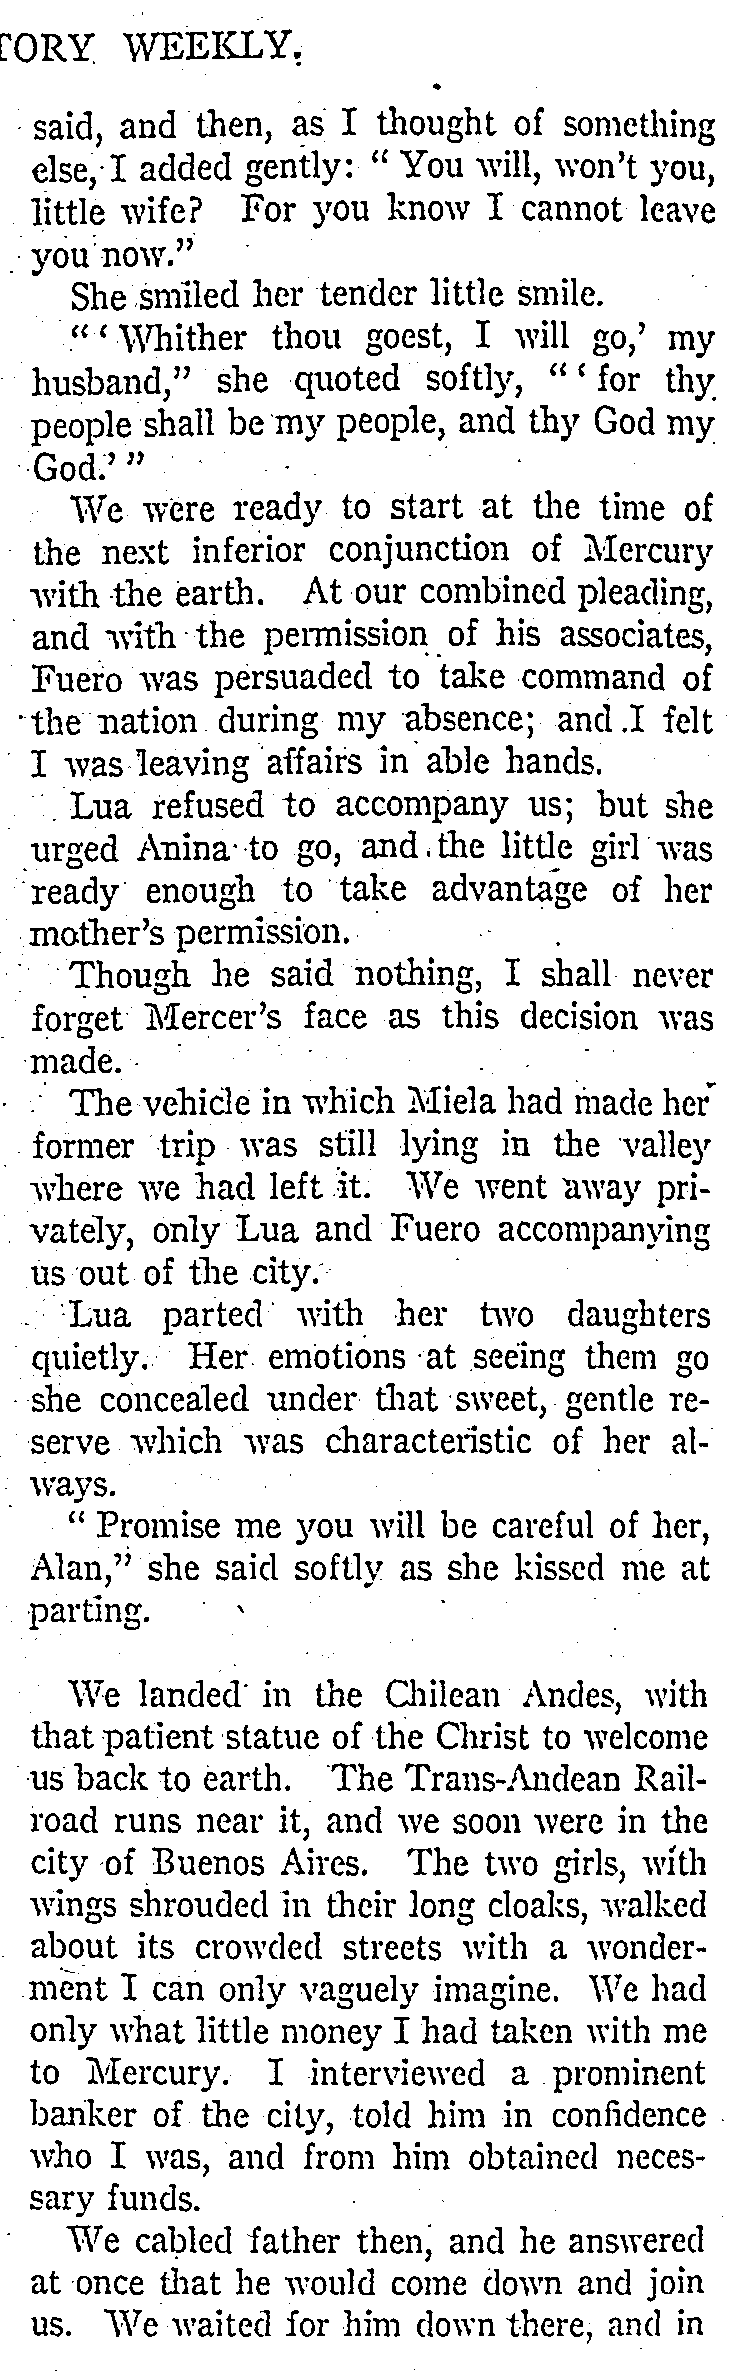 TORY WEEKLY.
said, and then, as I thought of something
else, I added gently: “ You will, won't you,
little wife? For you know I cannot leave
you now.”
She smiled her tender little smile.
“ ‘ Whither thou goest, I will go,’ my
husband,” she quoted softly, “ ‘ for thy
people shall be my people, and thy God my
God.’ ”
We were ready to start at the time of
the next inferior conjunction of Mercury
with the earth. At our combined pleading,
and with the permission of his associates,
Fuero was persuaded to take command of
the nation during my absence; and I felt
I was leaving affairs in able hands.
Lua refused to accompany us; but she
urged Anina to go, and the little girl was
ready enough to take advantage of her
mother's permission.
Though he said nothing, I shall never
forget Mercer's face as this decision was
made.
The vehicle in which Miela had made her
former trip was still lying in the valley
where we had left it. We went away pri-
vately, only Lua and Fuero accompanying
us out of the city.
Lua parted with her two daughters
quietly. Her emotions at seeing them go
she concealed under that sweet, gentle re-
serve which was characteristic of her al-
ways.
“ Promise me you will be careful of her,
Alan,” she said softly as she kissed me at
parting.
We landed in the Chilean Andes, with
that patient statue of the Christ to welcome
us back to earth. The Trans-Andean Rail-
road runs near it, and we soon were in the
city of Buenos Aires. The two girls, with
wings shrouded in their long cloaks, walked
about its crowded streets with a wonder-
ment I can only vaguely imagine. We had
only what little money I had taken with me
to Mercury. I interviewed a prominent
banker of the city, told him in confidence
who I was, and from him obtained neces-
sary funds.
We cabled father then, and he answered
at once that he would come down and join
us. We waited for him down there, and in